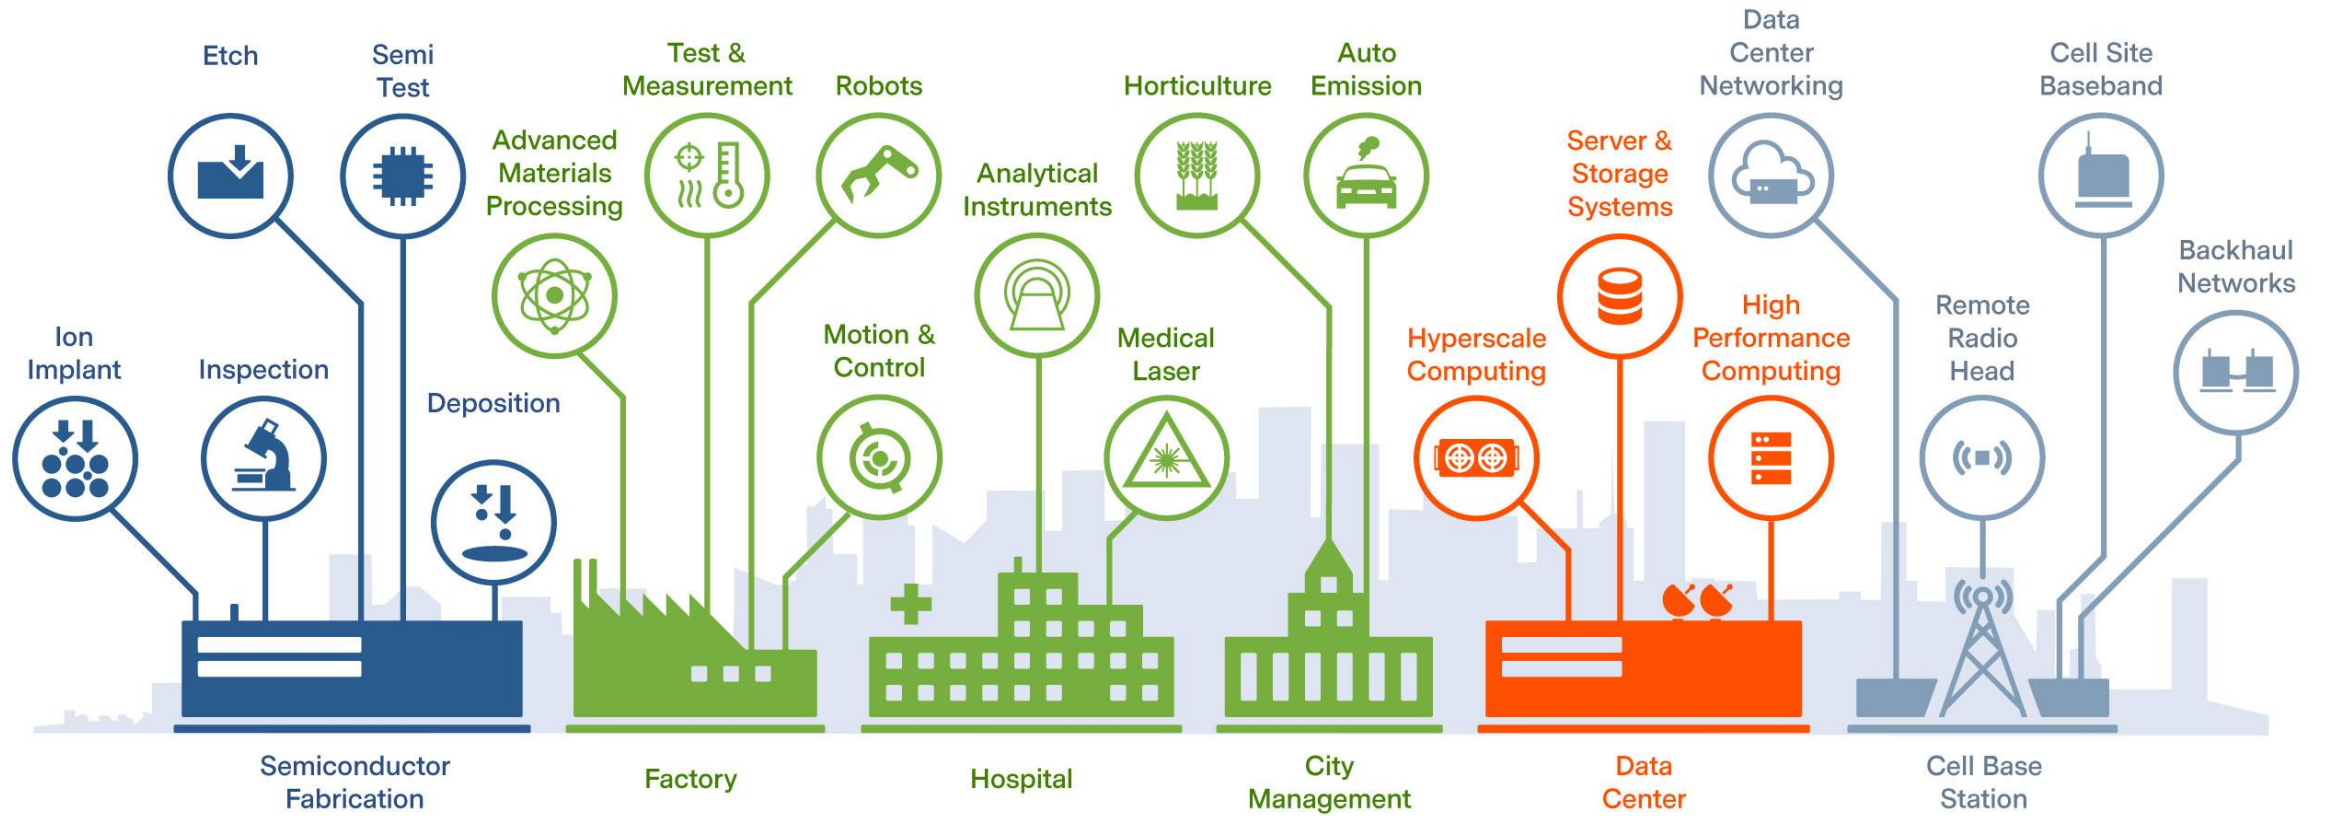 Etch
Semi
Test
Ion
Implant
Inspection
Deposition
Semiconductor
Fabrication
Advanced
Materials
Processing
Test &
Measurement
Robots
Motion &
Control
Factory
Analytical
Instruments
Medical
Laser
Hospital
Horticulture
Auto
Emission
City
Management
Hyperscale
Computing
Server &
Storage
Systems
High
Performance
Computing
Data
Center
Data
Center
Networking
Remote
Radio
Head
Cell Site
Baseband
Backhaul
Networks
Cell Base
Station